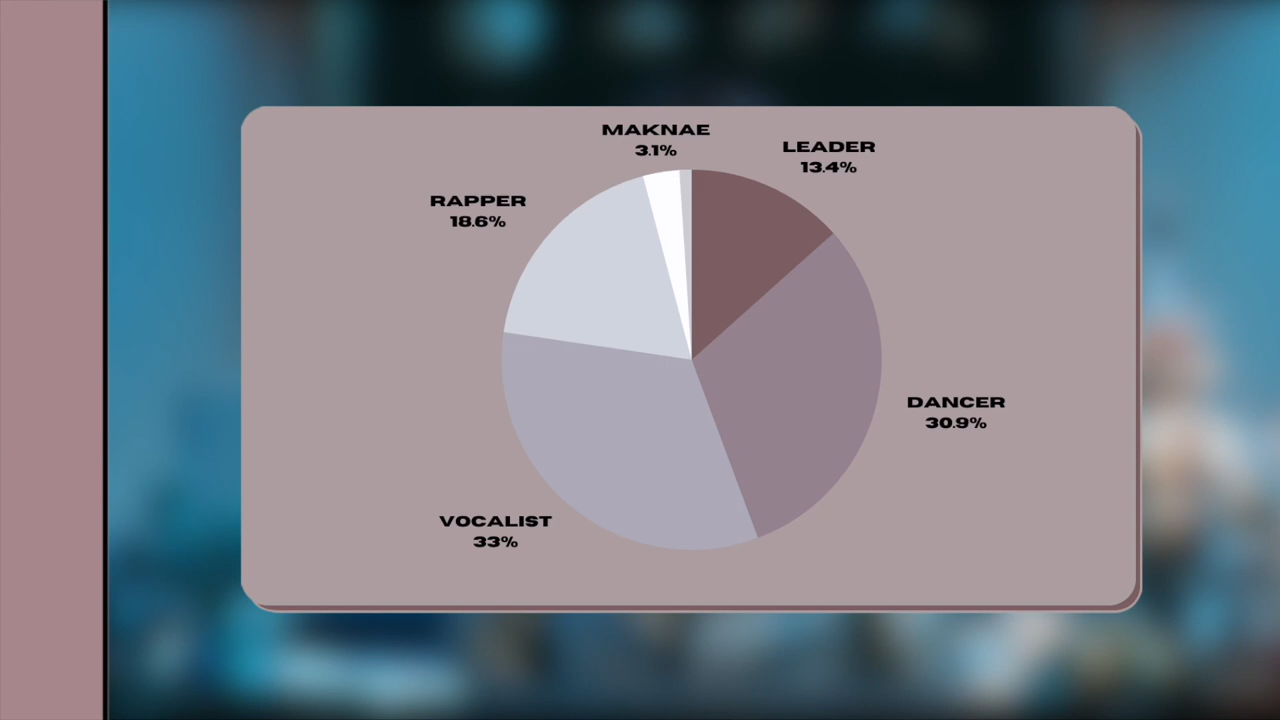 MAKNAE
3.1%
LEADER
13.4%
RAPPER
18.6%
DANCER
30.9%
VOCALIST
33%